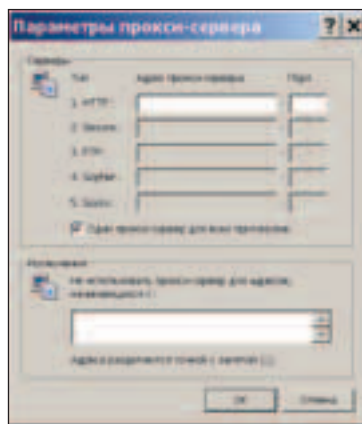 Параметры прокси-сервера
Серверы
Тип Адрес прокси-сервера Порт
1. HTTP:
2. Secure:
3. FTP:
4. Gopher:
5. Socks:
Один прокси-сервер для всех протоколов
Исключения
Не использовать прокси-сервер для адресов,
начинающихся с:
Адреса разделяются точкой с запятой (;).
OK Отмена